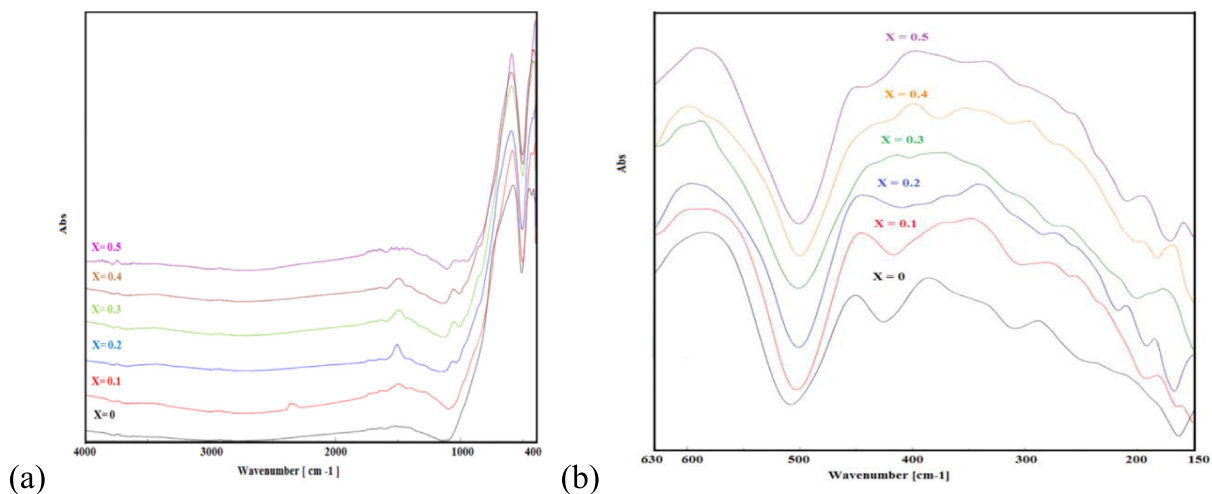 Abs
X=0.5
X=0.4
X=0.3
X=0.2
X=0.1
X=0
4000 3000 2000 1000 400
Wavenumber [ cm -1 ]
(a)
Abs
X = 0.5
X = 0.4
X = 0.3
X = 0.2
X = 0.1
X = 0
630 600 500 400 300 200 150
Wavenumber [cm-1]
(b)